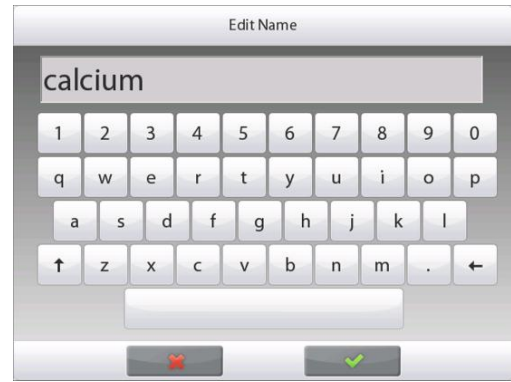 Edit Name
calcium
1 2 3 4 5 6 7 8 9 0
q w e r t y u i o p
a s d f g h j k l
↑ z x c v b n m . ←